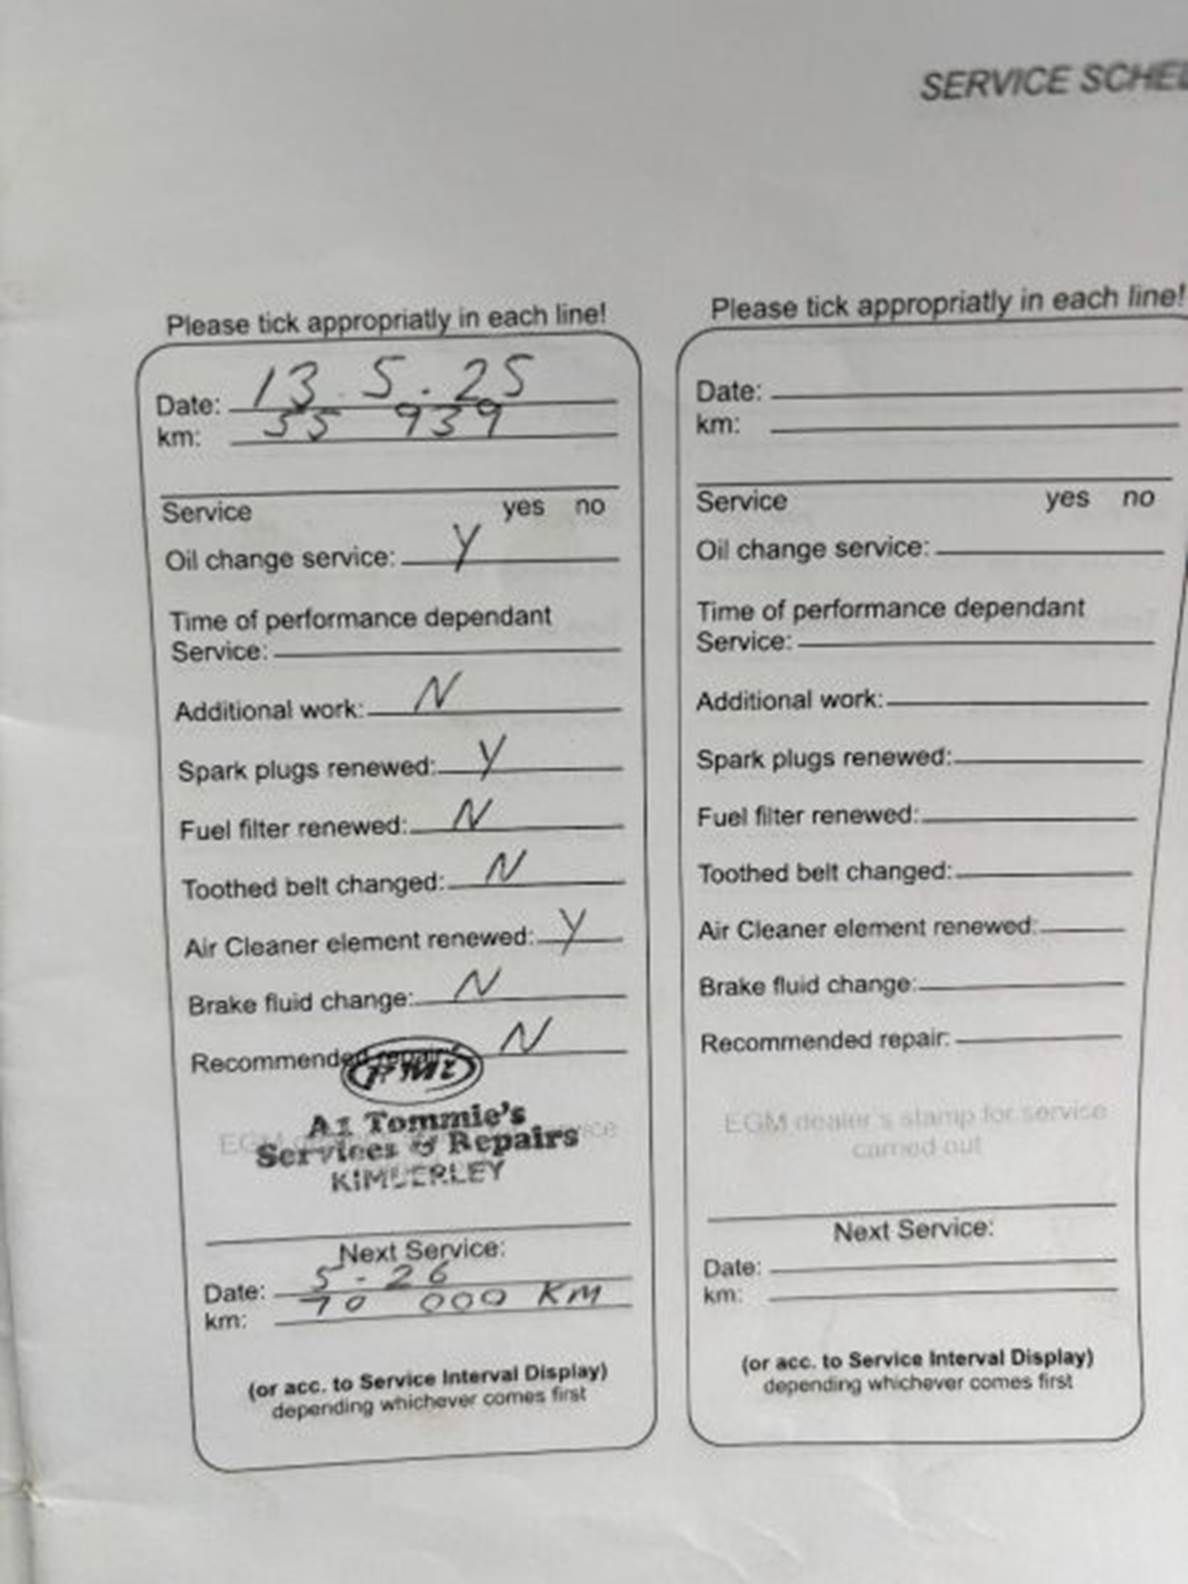 SERVICE SCHED
Please tick appropriatly in each line!
Date: 13.5.25
km: 55 939
Service yes no
Oil change service: Y
Time of performance dependant
Service:
Additional work: N
Spark plugs renewed: Y
Fuel filter renewed: N
Toothed belt changed: N
Air Cleaner element renewed: Y
Brake fluid change: N
Recommended repair: N
A1 Tommie's
Services & Repairs
KIMBERLEY
Next Service:
Date: 5-26
km: 70 000 KM
(or acc. to Service Interval Display)
depending whichever comes first
Please tick appropriatly in each line!
Date:
km:
Service yes no
Oil change service:
Time of performance dependant
Service:
Additional work:
Spark plugs renewed:
Fuel filter renewed:
Toothed belt changed:
Air Cleaner element renewed:
Brake fluid change:
Recommended repair:
EGM dealer's stamp for service
carried out
Next Service:
Date:
km:
(or acc. to Service Interval Display)
depending whichever comes first